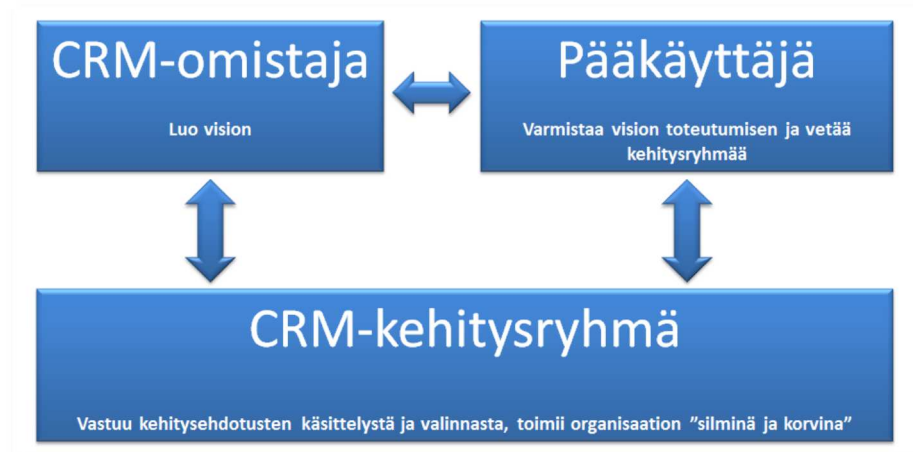 CRM-omistaja
Luo vision
Pääkäyttäjä
Varmistaa vision toteutumisen ja vetää
kehitysryhmää
CRM-kehitysryhmä
Vastuu kehitysehdotusten käsittelystä ja valinnasta, toimii organisaation ”silminä ja korvina”